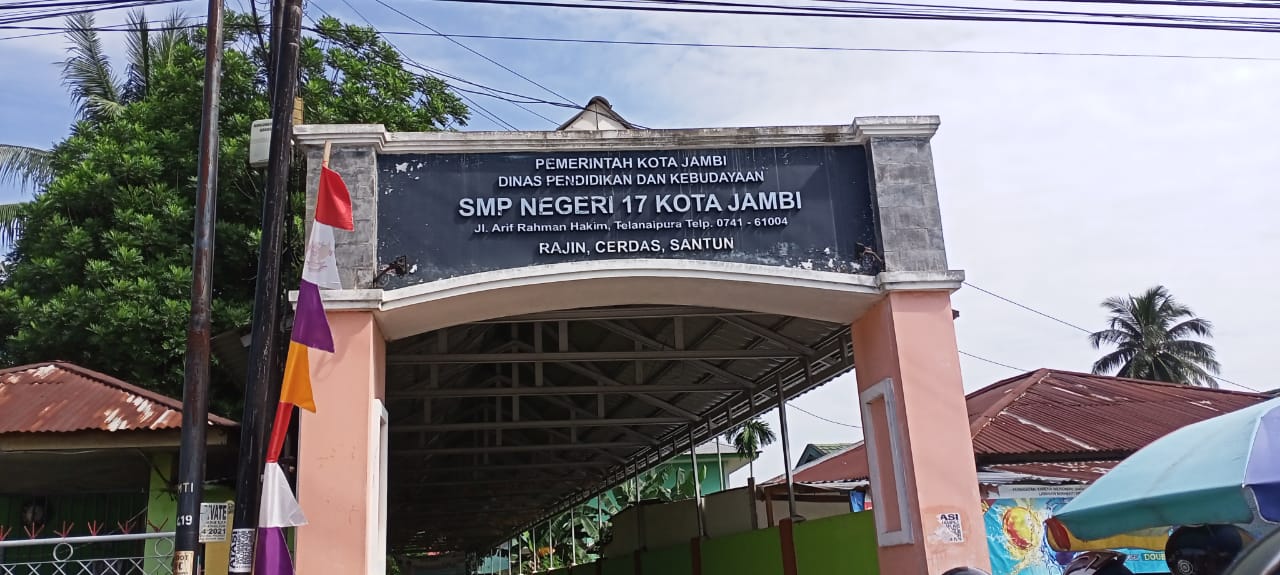 PEMERINTAH KOTA JAMBI
DINAS PENDIDIKAN DAN KEBUDAYAAN
SMP NEGERI 17 KOTA JAMBI
Jl. Arif Rahman Hakim, Telanaipura Telp. 0741 - 61004
RAJIN, CERDAS, SANTUN
ASI